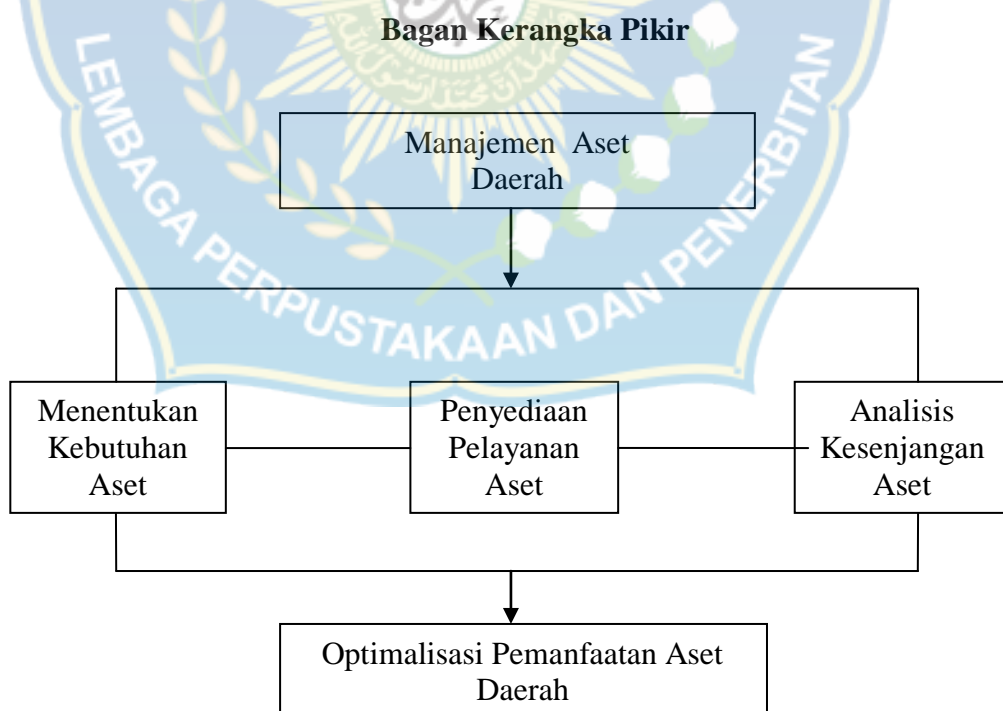 Bagan Kerangka Pikir
LEMBAGA PERPUSTAKAAN DAN PENERBITAN
Manajemen Aset
Daerah
Menentukan
Kebutuhan
Aset
Penyediaan
Pelayanan
Aset
Analisis
Kesenjangan
Aset
Optimalisasi Pemanfaatan Aset
Daerah